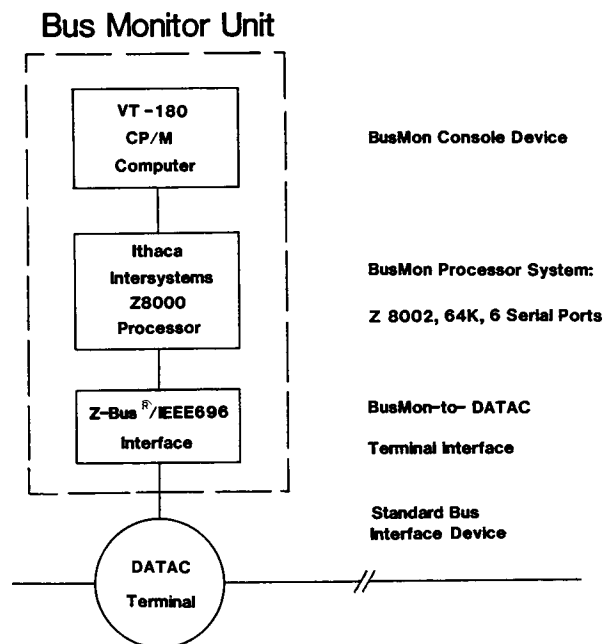 Bus Monitor Unit
VT-180
CP/M
Computer
BusMon Console Device
Ithaca
Intersystems
Z8000
Processor
BusMon Processor System:
Z 8002, 64K, 6 Serial Ports
Z-Bus ®/IEEE696
Interface
BusMon-to- DATAC
Terminal Interface
Standard Bus
Interface Device
DATAC
Terminal